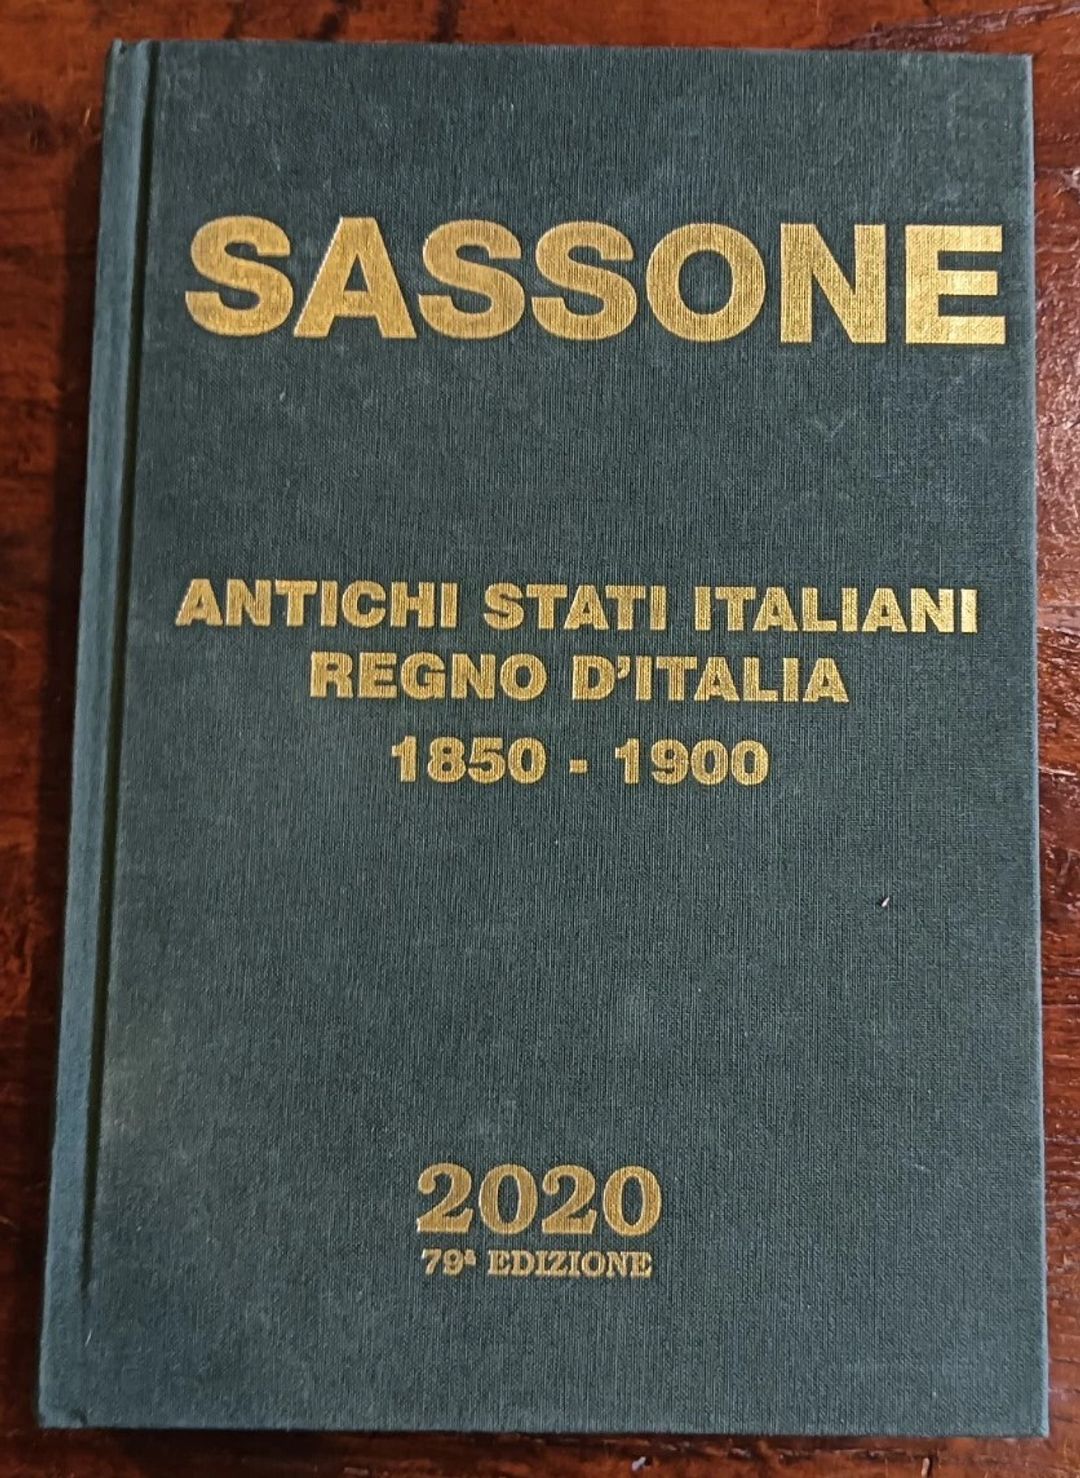 SASSONE
ANTICHI STATI ITALIANI
REGNO D'ITALIA
1850 - 1900
2020
79ª EDIZIONE